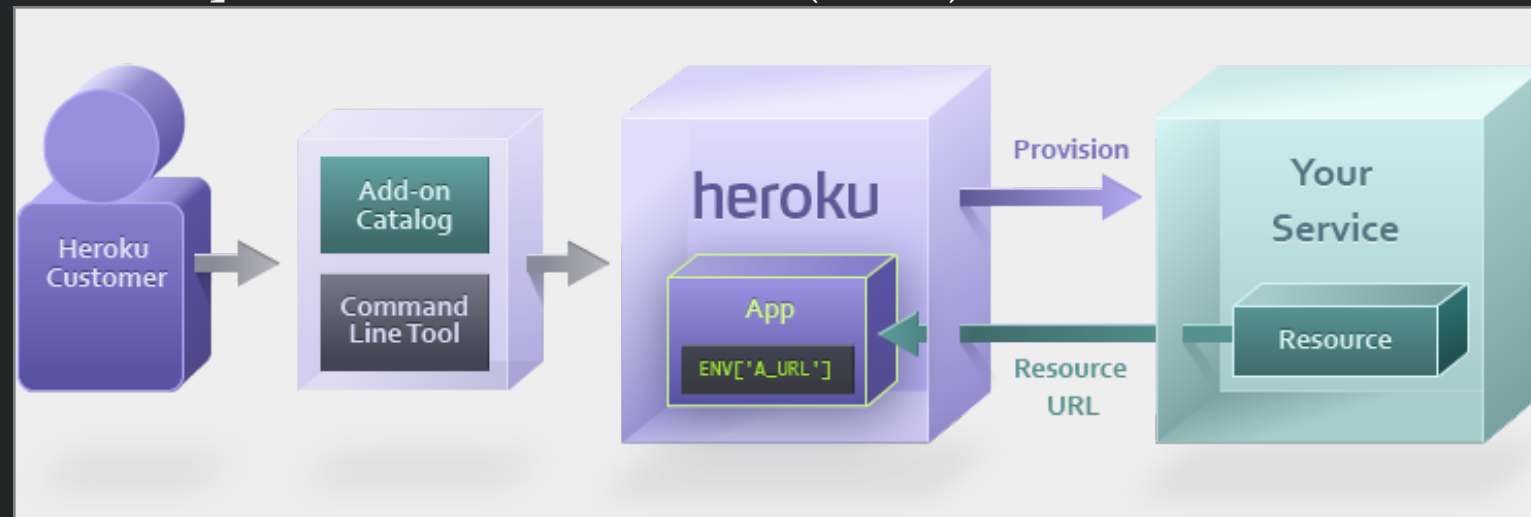 Heroku
Customer
Add-on
Catalog
Command
Line Tool
heroku
App
ENV['A_URL']
Provision
Resource
URL
Your
Service
Resource